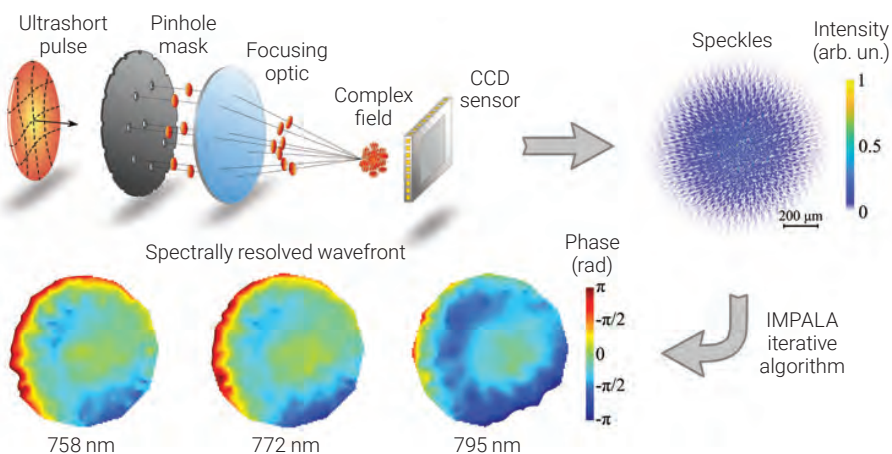 Ultrashort
pulse
Pinhole
mask
Focusing
optic
Complex
field
CCD
sensor
Speckles
Intensity
(arb. un.)
1
0.5
0
200 µm
Spectrally resolved wavefront
Phase
(rad)
π
-π/2
0
-π/2
-π
758 nm
772 nm
795 nm
IMPALA
iterative
algorithm